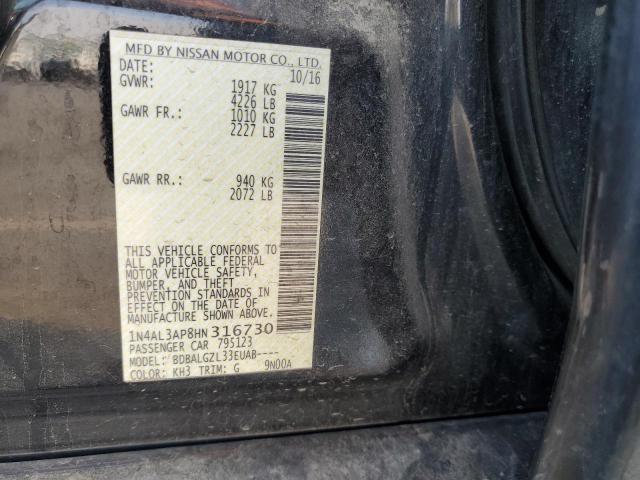 MFD BY NISSAN MOTOR CO., LTD.
DATE: 10/16
GVWR: 1917 KG
4226 LB
GAWR FR.: 1010 KG
2227 LB
GAWR RR.: 940 KG
2072 LB
THIS VEHICLE CONFORMS TO
ALL APPLICABLE FEDERAL
MOTOR VEHICLE SAFETY,
BUMPER, AND THEFT
PREVENTION STANDARDS IN
EFFECT ON THE DATE OF
MANUFACTURE SHOWN ABOVE.
1N4AL3AP8HN316730
PASSENGER CAR 795123
MODEL: BDBALGZL33EUAB----
COLOR: KH3 TRIM: G 9N00A